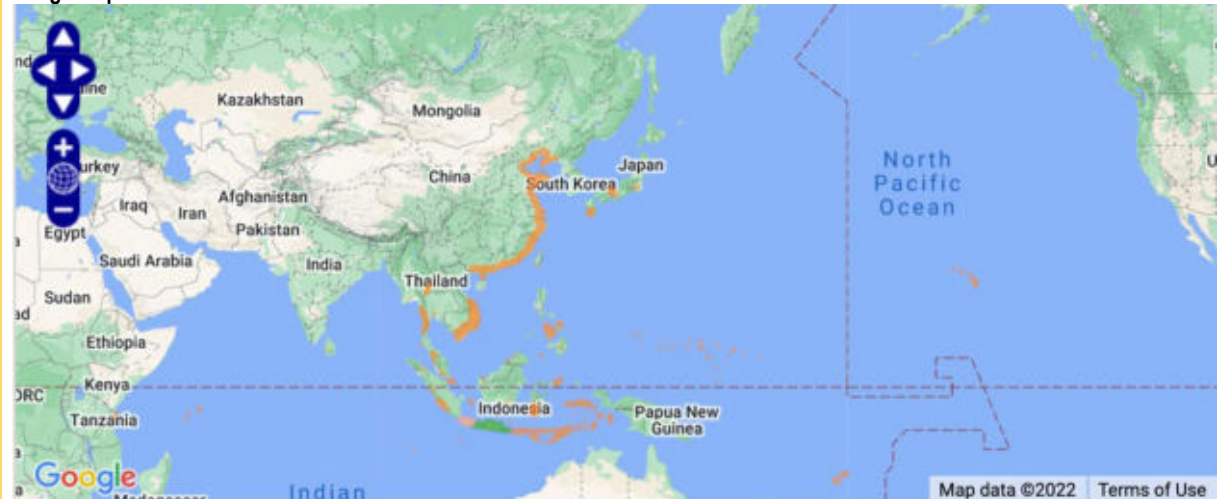 Kazakhstan
Mongolia
North
Pacific
Ocean
Japan
China
South Korea
Afghanistan
Iraq
Iran
Pakistan
Egypt
Saudi Arabia
India
Thailand
Sudan
Ethiopia
Kenya
DRC
Tanzania
Indonesia
Papua New
Guinea
Google
Indian
Map data ©2022 Terms of Use